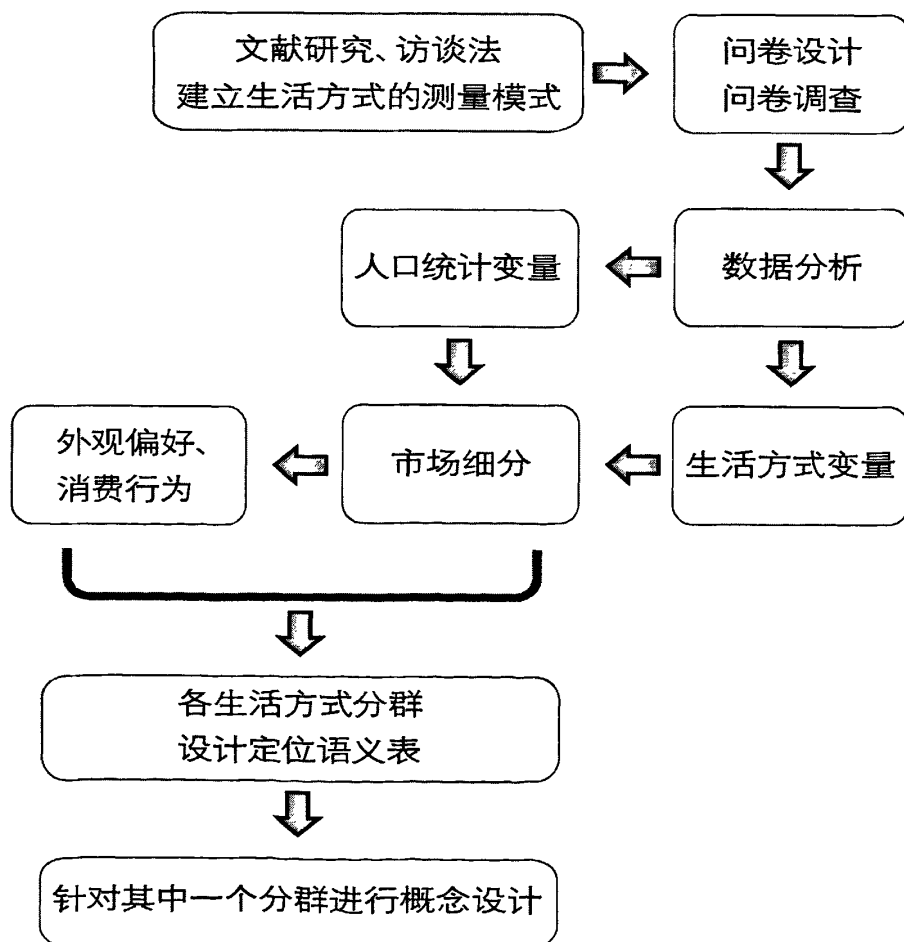 文献研究、访谈法
建立生活方式的测量模式
问卷设计
问卷调查
人口统计变量
数据分析
外观偏好、
消费行为
市场细分
生活方式变量
各生活方式分群
设计定位语义表
针对其中一个分群进行概念设计